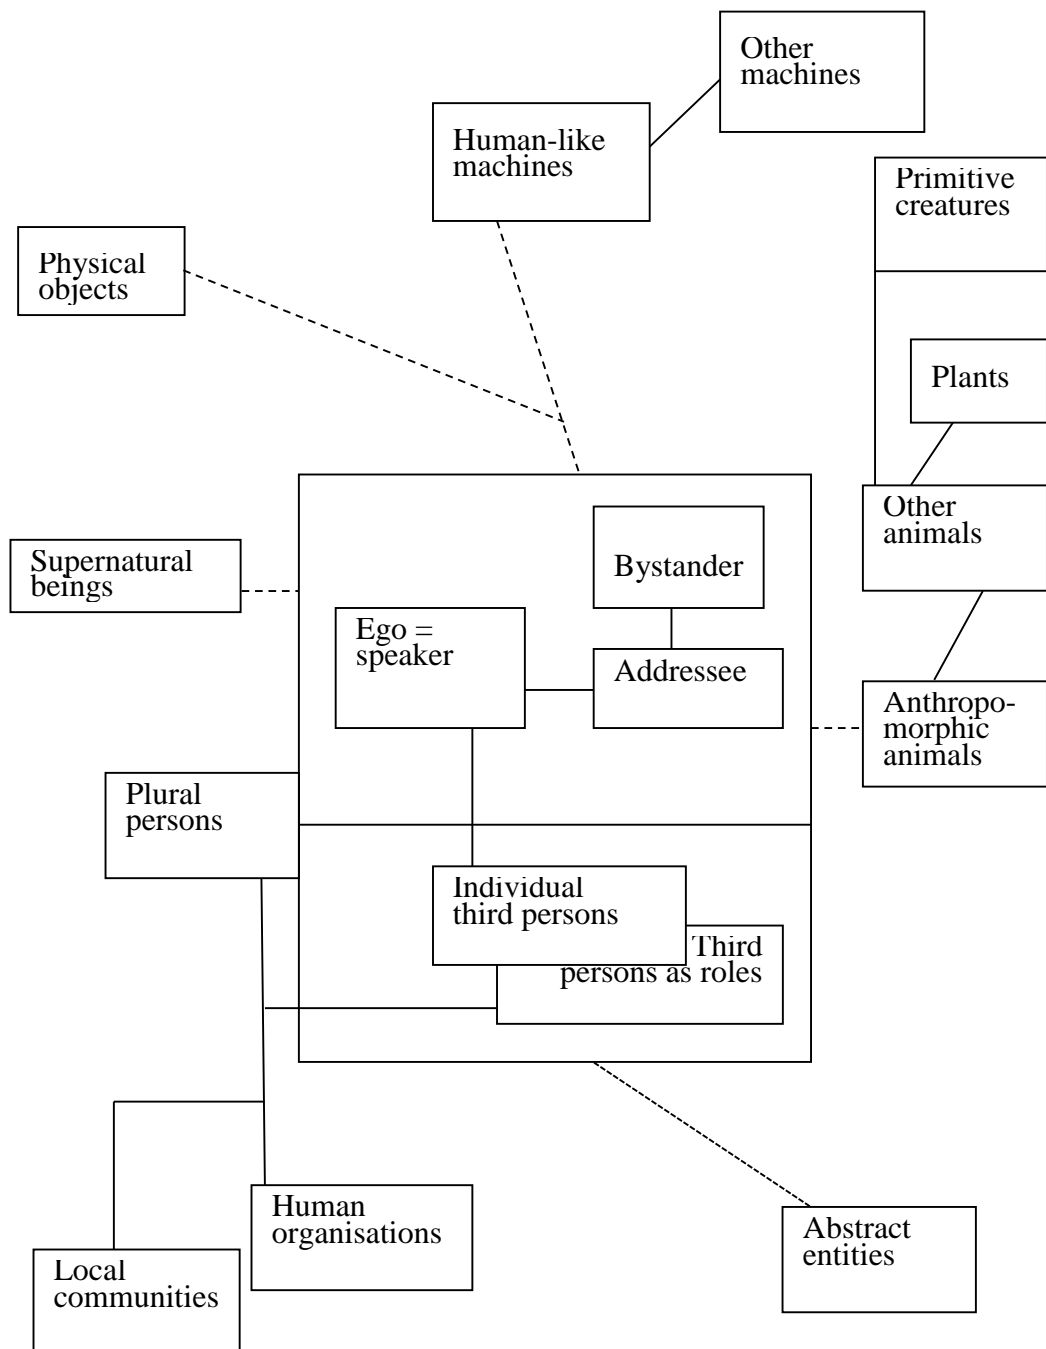 Other
machines
Human-like
machines
Primitive
creatures
Physical
objects
Plants
Other
animals
Supernatural
beings
Bystander
Ego =
speaker
Addressee
Anthropo-
morphic
animals
Plural
persons
Individual
third persons
Third
persons as roles
Human
organisations
Abstract
entities
Local
communities